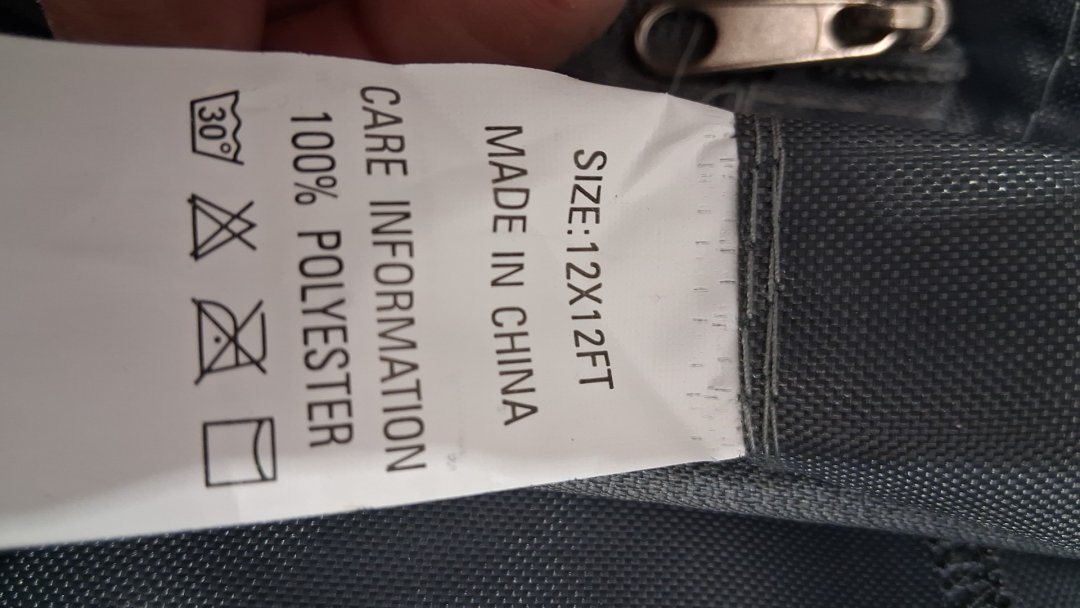 SIZE:12X12FT
MADE IN CHINA
CARE INFORMATION
100% POLYESTER
30°